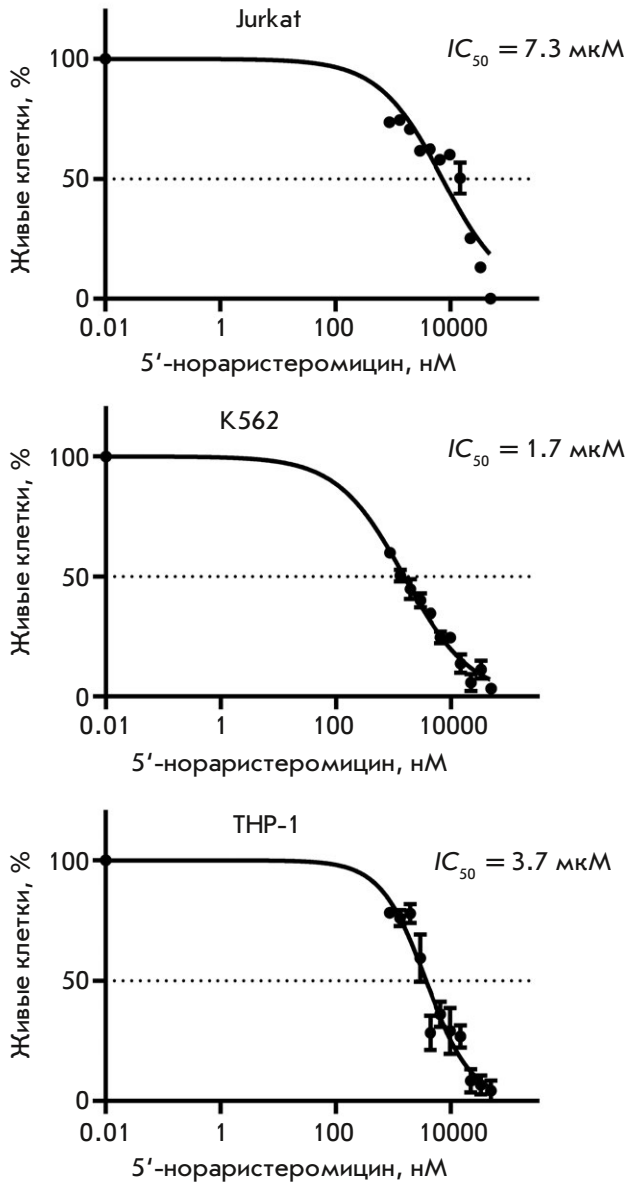 Jurkat
IC50 = 7.3 мкМ
Живые клетки, %
100
50
0
0.01 1 100 10000
5‘-нораристеромицин, нМ
K562
IC50 = 1.7 мкМ
Живые клетки, %
100
50
0
0.01 1 100 10000
5‘-нораристеромицин, нМ
THP-1
IC50 = 3.7 мкМ
Живые клетки, %
100
50
0
0.01 1 100 10000
5‘-нораристеромицин, нМ